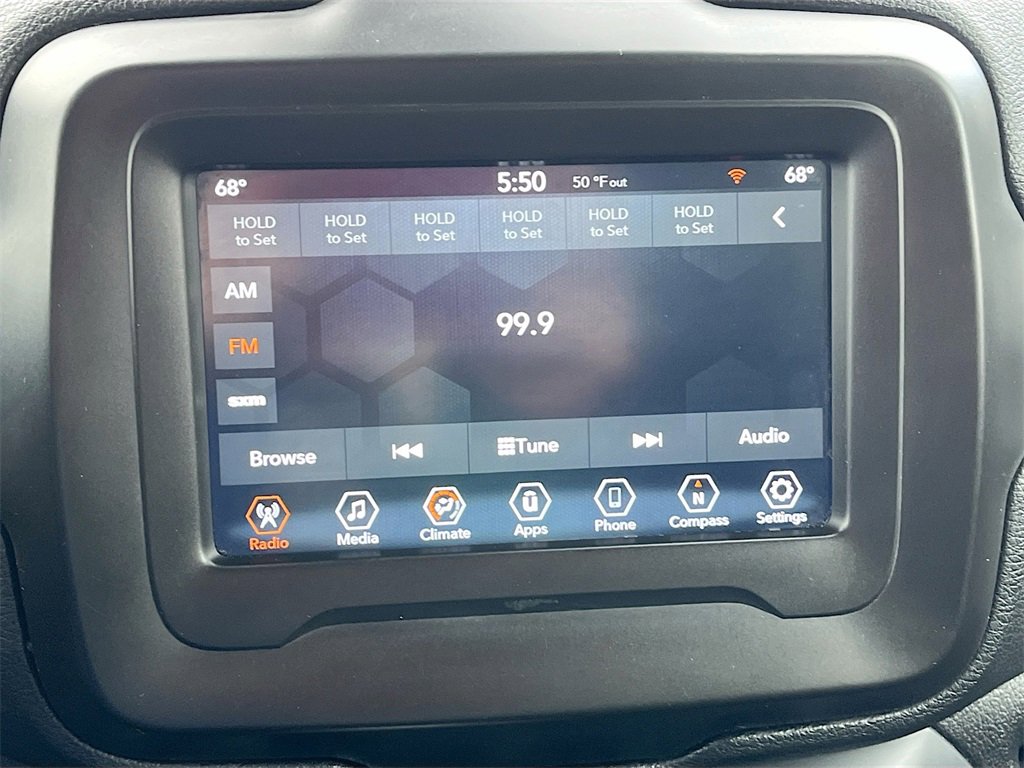 68° 5:50 50 °F out 68°
HOLD HOLD HOLD HOLD HOLD HOLD
to Set to Set to Set to Set to Set to Set
AM
99.9
FM
sxm
Browse Tune Audio
N
Radio Media Climate Apps Phone Compass Settings